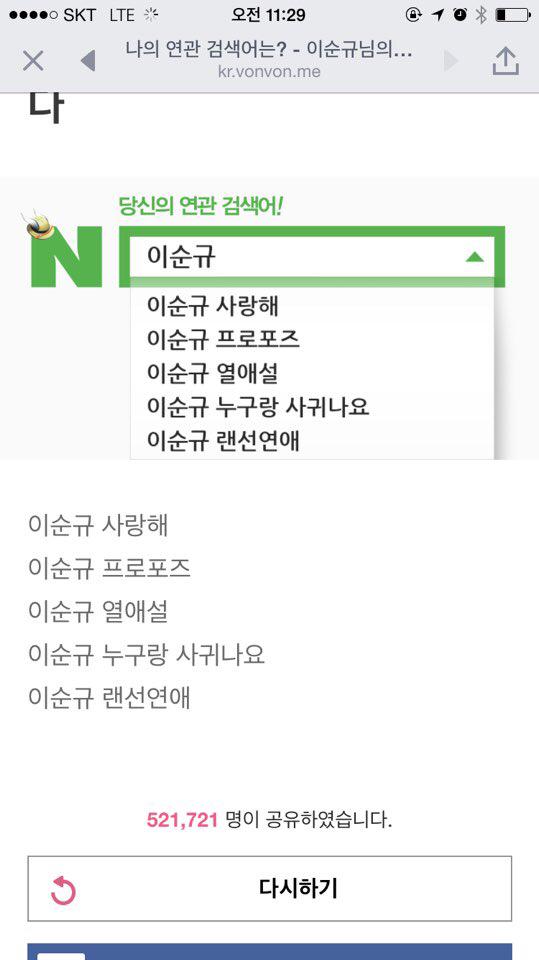 SKT LTE 오전 11:29
나의 연관 검색어는? - 이순규님의...
kr.vonvon.me
다
당신의 연관 검색어!
N 이순규
이순규 사랑해
이순규 프로포즈
이순규 열애설
이순규 누구랑 사귀나요
이순규 랜선연애
이순규 사랑해
이순규 프로포즈
이순규 열애설
이순규 누구랑 사귀나요
이순규 랜선연애
521,721 명이 공유하였습니다.
다시하기